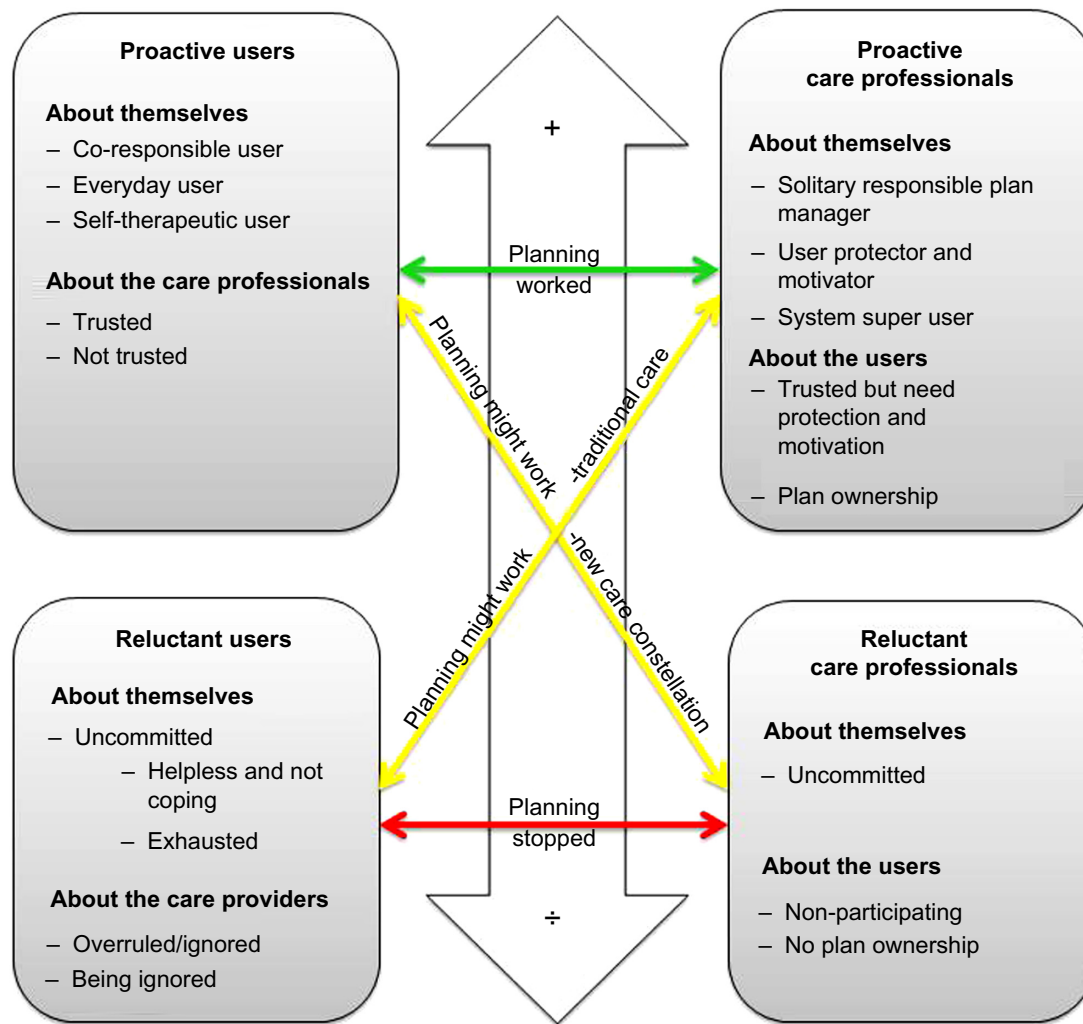 Proactive users
About themselves
– Co-responsible user
– Everyday user
– Self-therapeutic user
About the care professionals
– Trusted
– Not trusted
+
Proactive
care professionals
About themselves
– Solitary responsible plan
manager
– User protector and
motivator
– System super user
About the users
– Trusted but need
protection and
motivation
– Plan ownership
Planning
worked
Planning might work
-new care constellation
Planning might work
-traditional care
Reluctant users
About themselves
– Uncommitted
– Helpless and not
coping
– Exhausted
About the care providers
– Overruled/ignored
– Being ignored
Planning
stopped
÷
Reluctant
care professionals
About themselves
– Uncommitted
About the users
– Non-participating
– No plan ownership